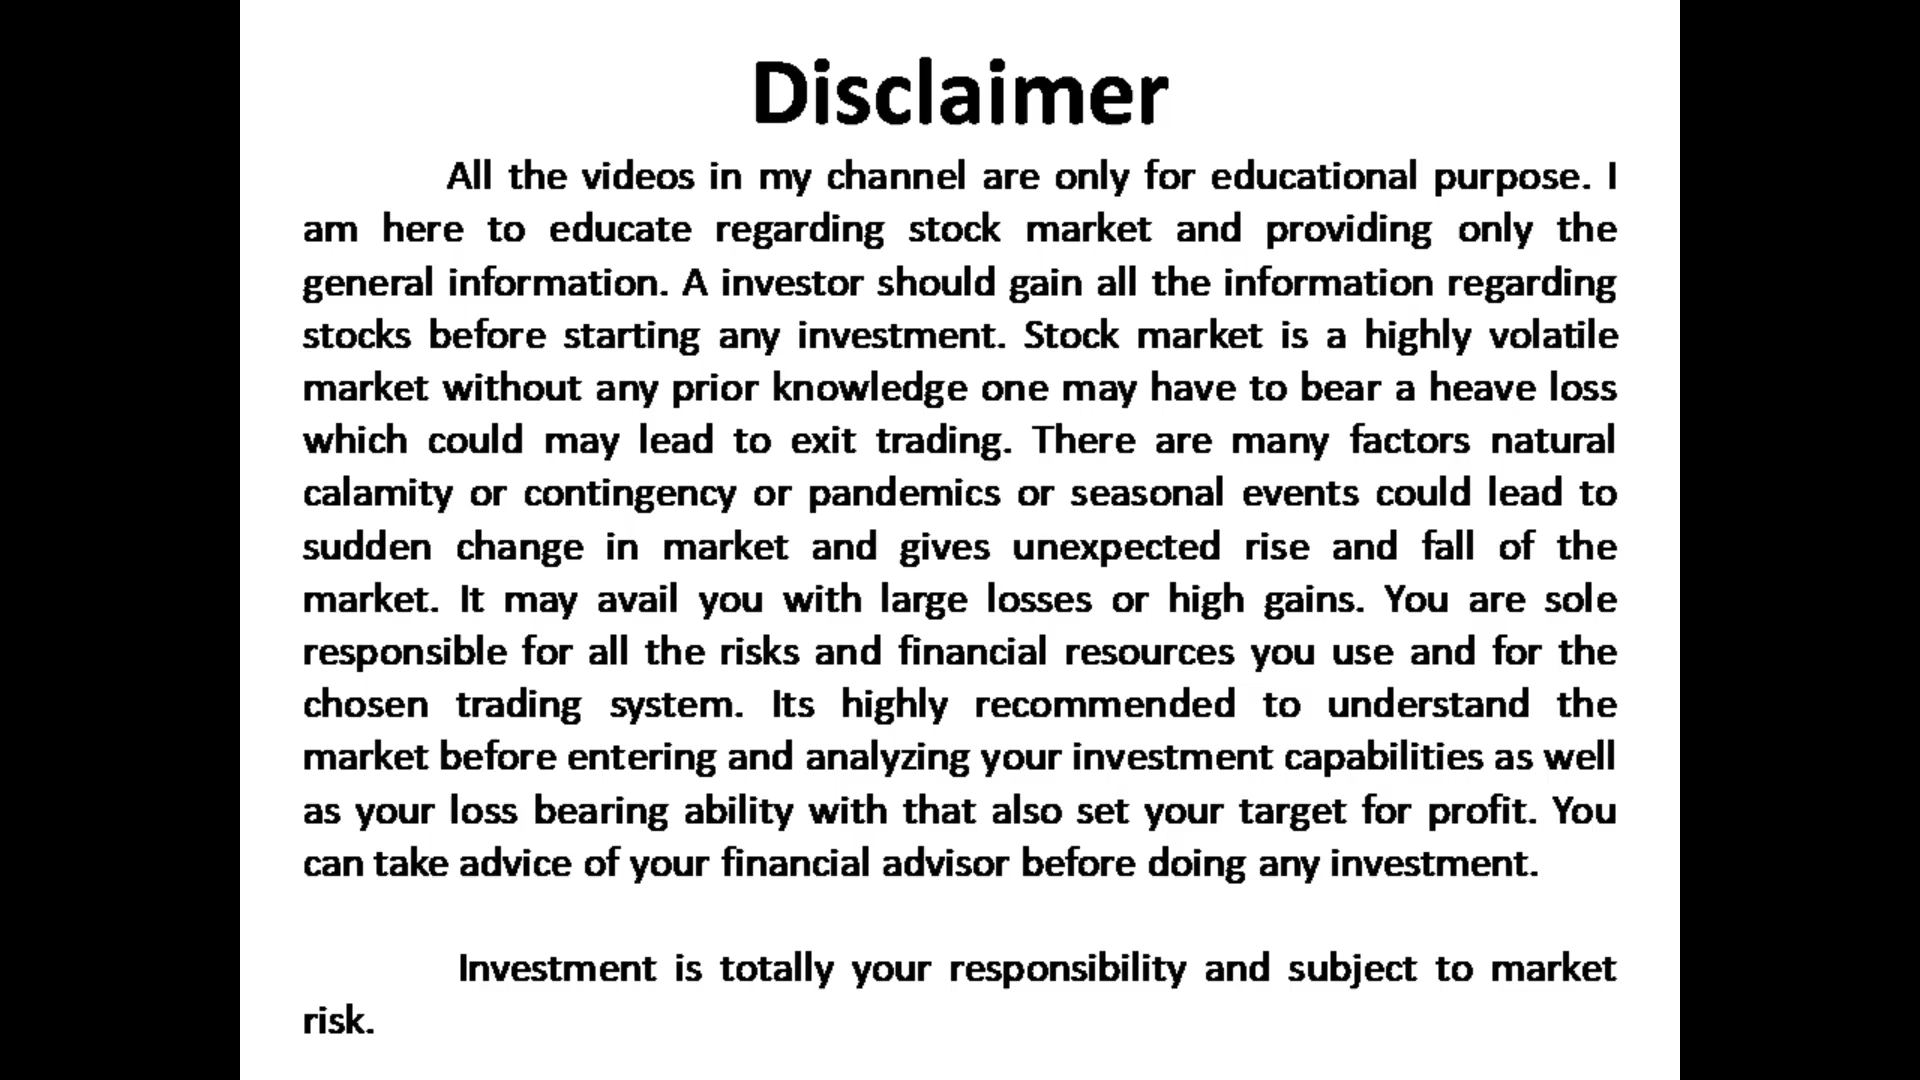 Disclaimer
All the videos in my channel are only for educational purpose. I
am here to educate regarding stock market and providing only the
general information. A investor should gain all the information regarding
stocks before starting any investment. Stock market is a highly volatile
market without any prior knowledge one may have to bear a heave loss
which could may lead to exit trading. There are many factors natural
calamity or contingency or pandemics or seasonal events could lead to
sudden change in market and gives unexpected rise and fall of the
market. It may avail you with large losses or high gains. You are sole
responsible for all the risks and financial resources you use and for the
chosen trading system. Its highly recommended to understand the
market before entering and analyzing your investment capabilities as well
as your loss bearing ability with that also set your target for profit. You
can take advice of your financial advisor before doing any investment.
Investment is totally your responsibility and subject to market
risk.